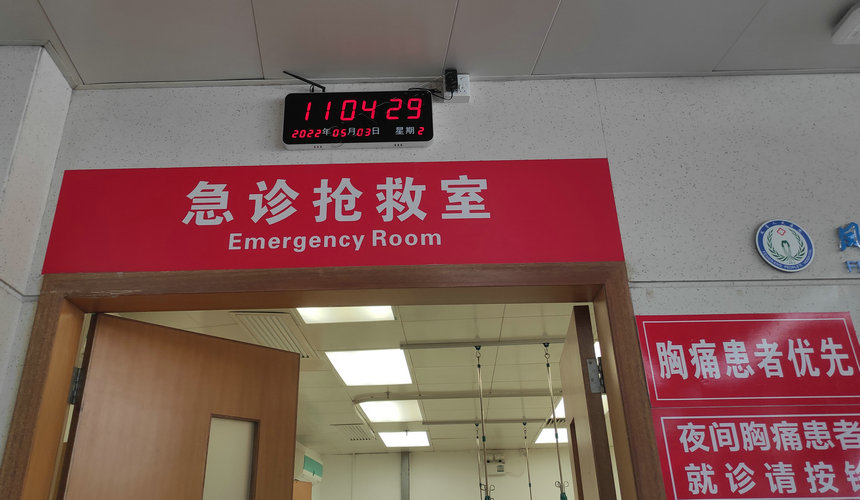 110429
2022年05月03日 星期2
急诊抢救室
Emergency Room
胸痛患者优先
夜间胸痛患者
就诊请按铃